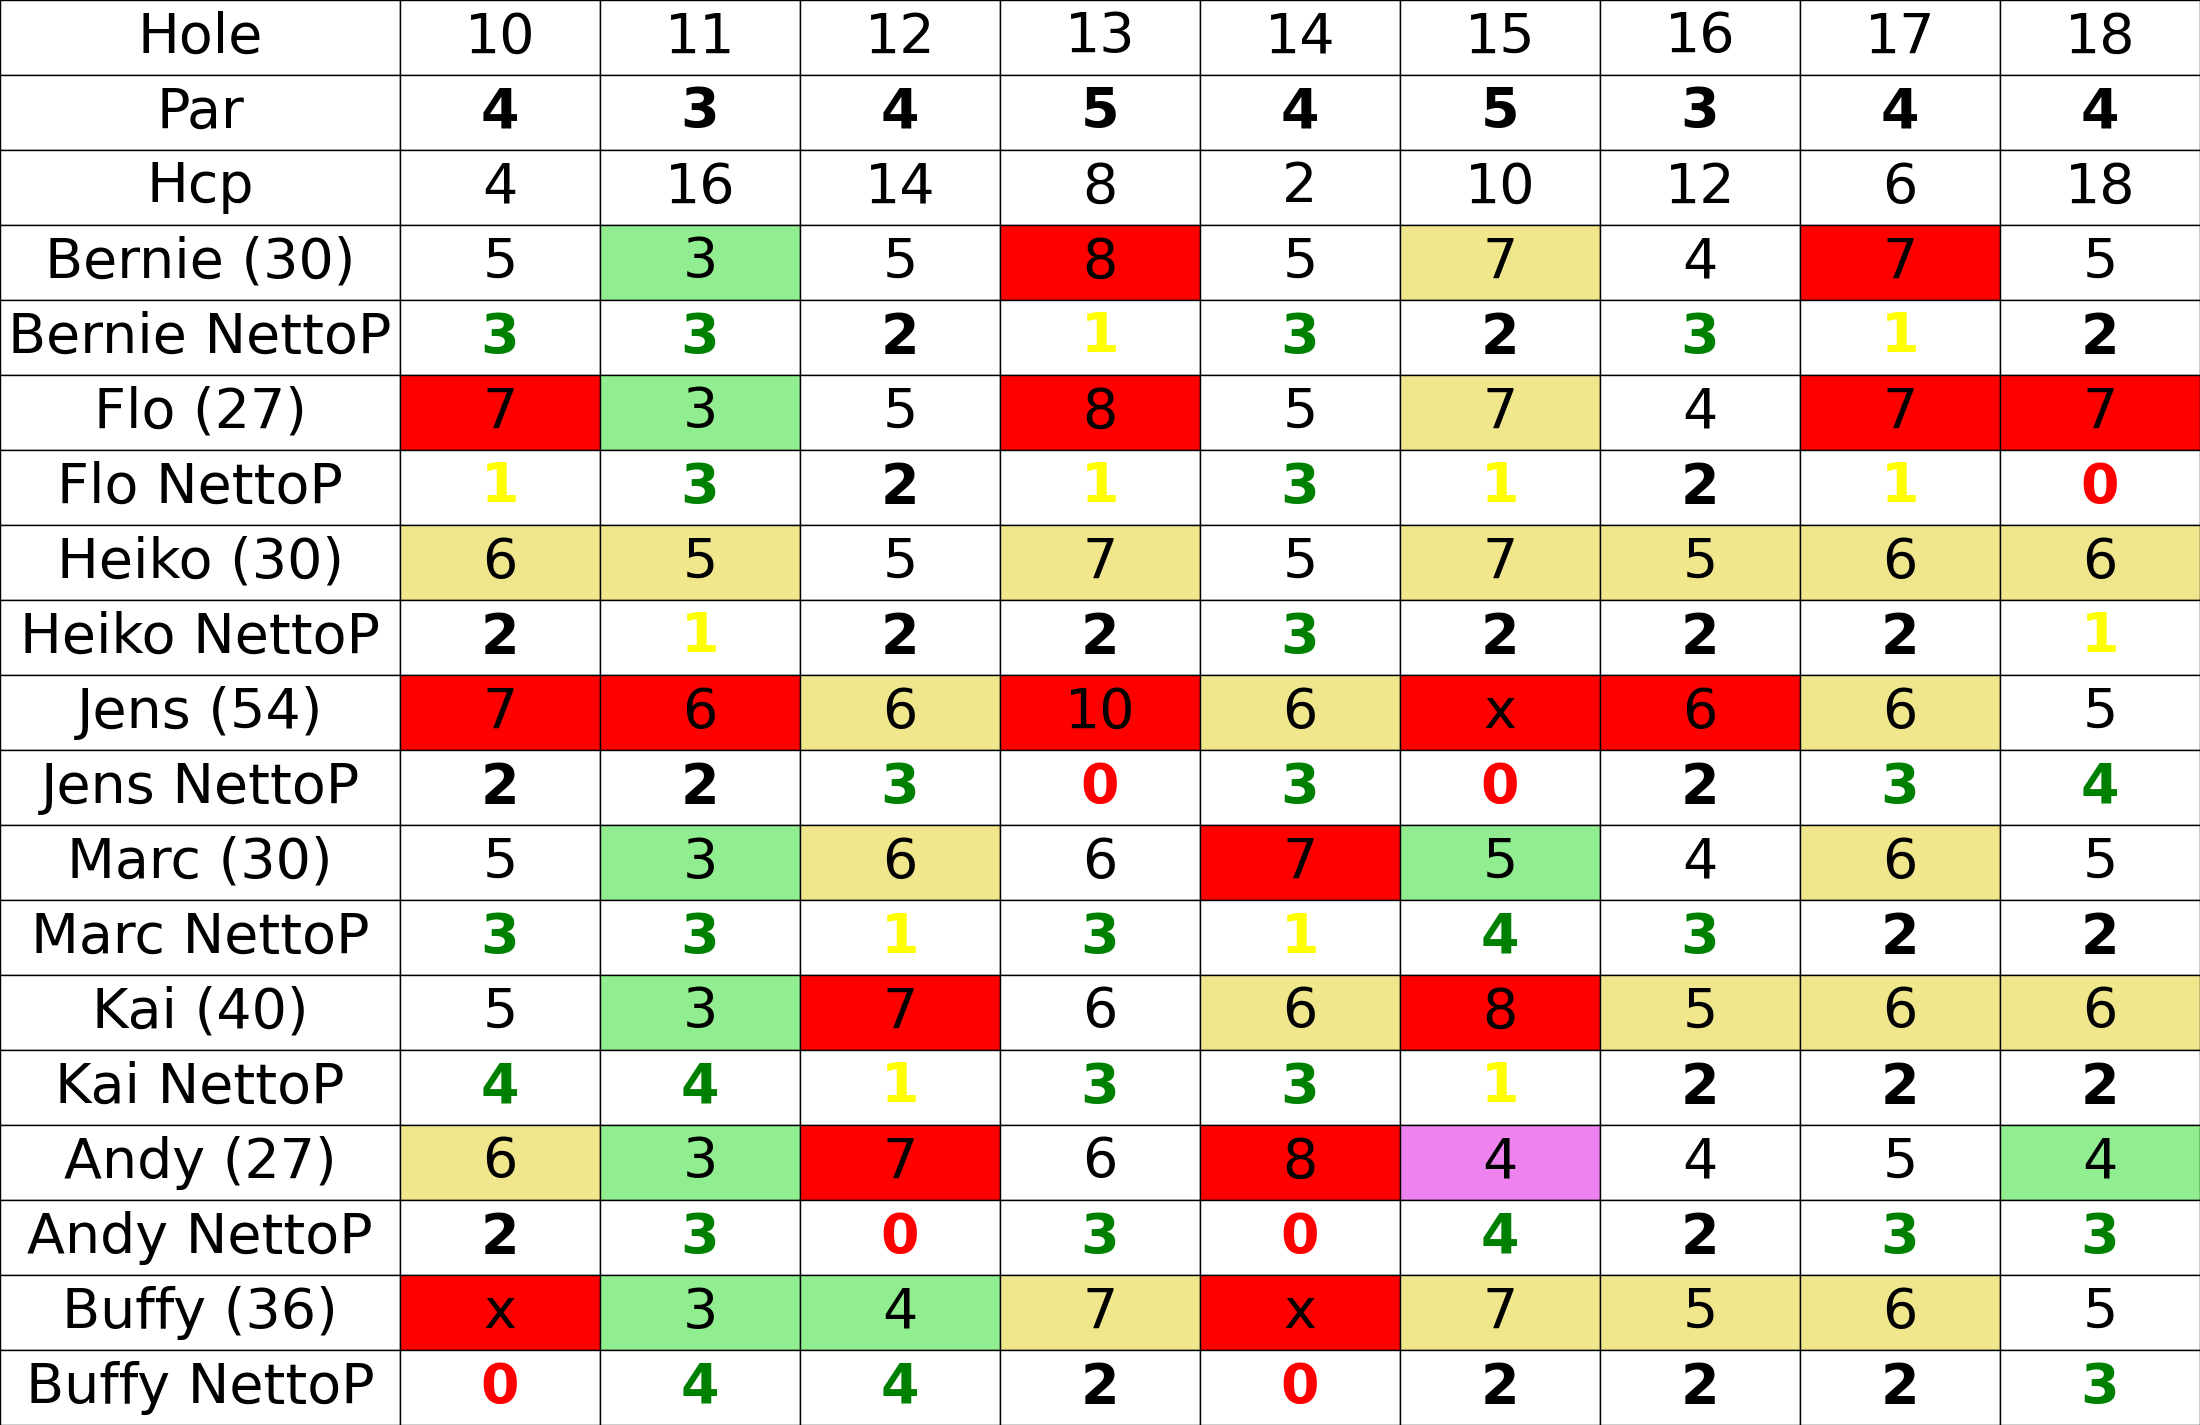 Hole 10 11 12 13 14 15 16 17 18
Par 4 3 4 5 4 5 3 4 4
Hcp 4 16 14 8 2 10 12 6 18
Bernie (30) 5 3 5 8 5 7 4 7 5
Bernie NettoP 3 3 2 1 3 2 3 1 2
Flo (27) 7 3 5 8 5 7 4 7 7
Flo NettoP 1 3 2 1 3 1 2 1 0
Heiko (30) 6 5 5 7 5 7 5 6 6
Heiko NettoP 2 1 2 2 3 2 2 2 1
Jens (54) 7 6 6 10 6 x 6 6 5
Jens NettoP 2 2 3 0 3 0 2 3 4
Marc (30) 5 3 6 6 7 5 4 6 5
Marc NettoP 3 3 1 3 1 4 3 2 2
Kai (40) 5 3 7 6 6 8 5 6 6
Kai NettoP 4 4 1 3 3 1 2 2 2
Andy (27) 6 3 7 6 8 4 4 5 4
Andy NettoP 2 3 0 3 0 4 2 3 3
Buffy (36) x 3 4 7 x 7 5 6 5
Buffy NettoP 0 4 4 2 0 2 2 2 3